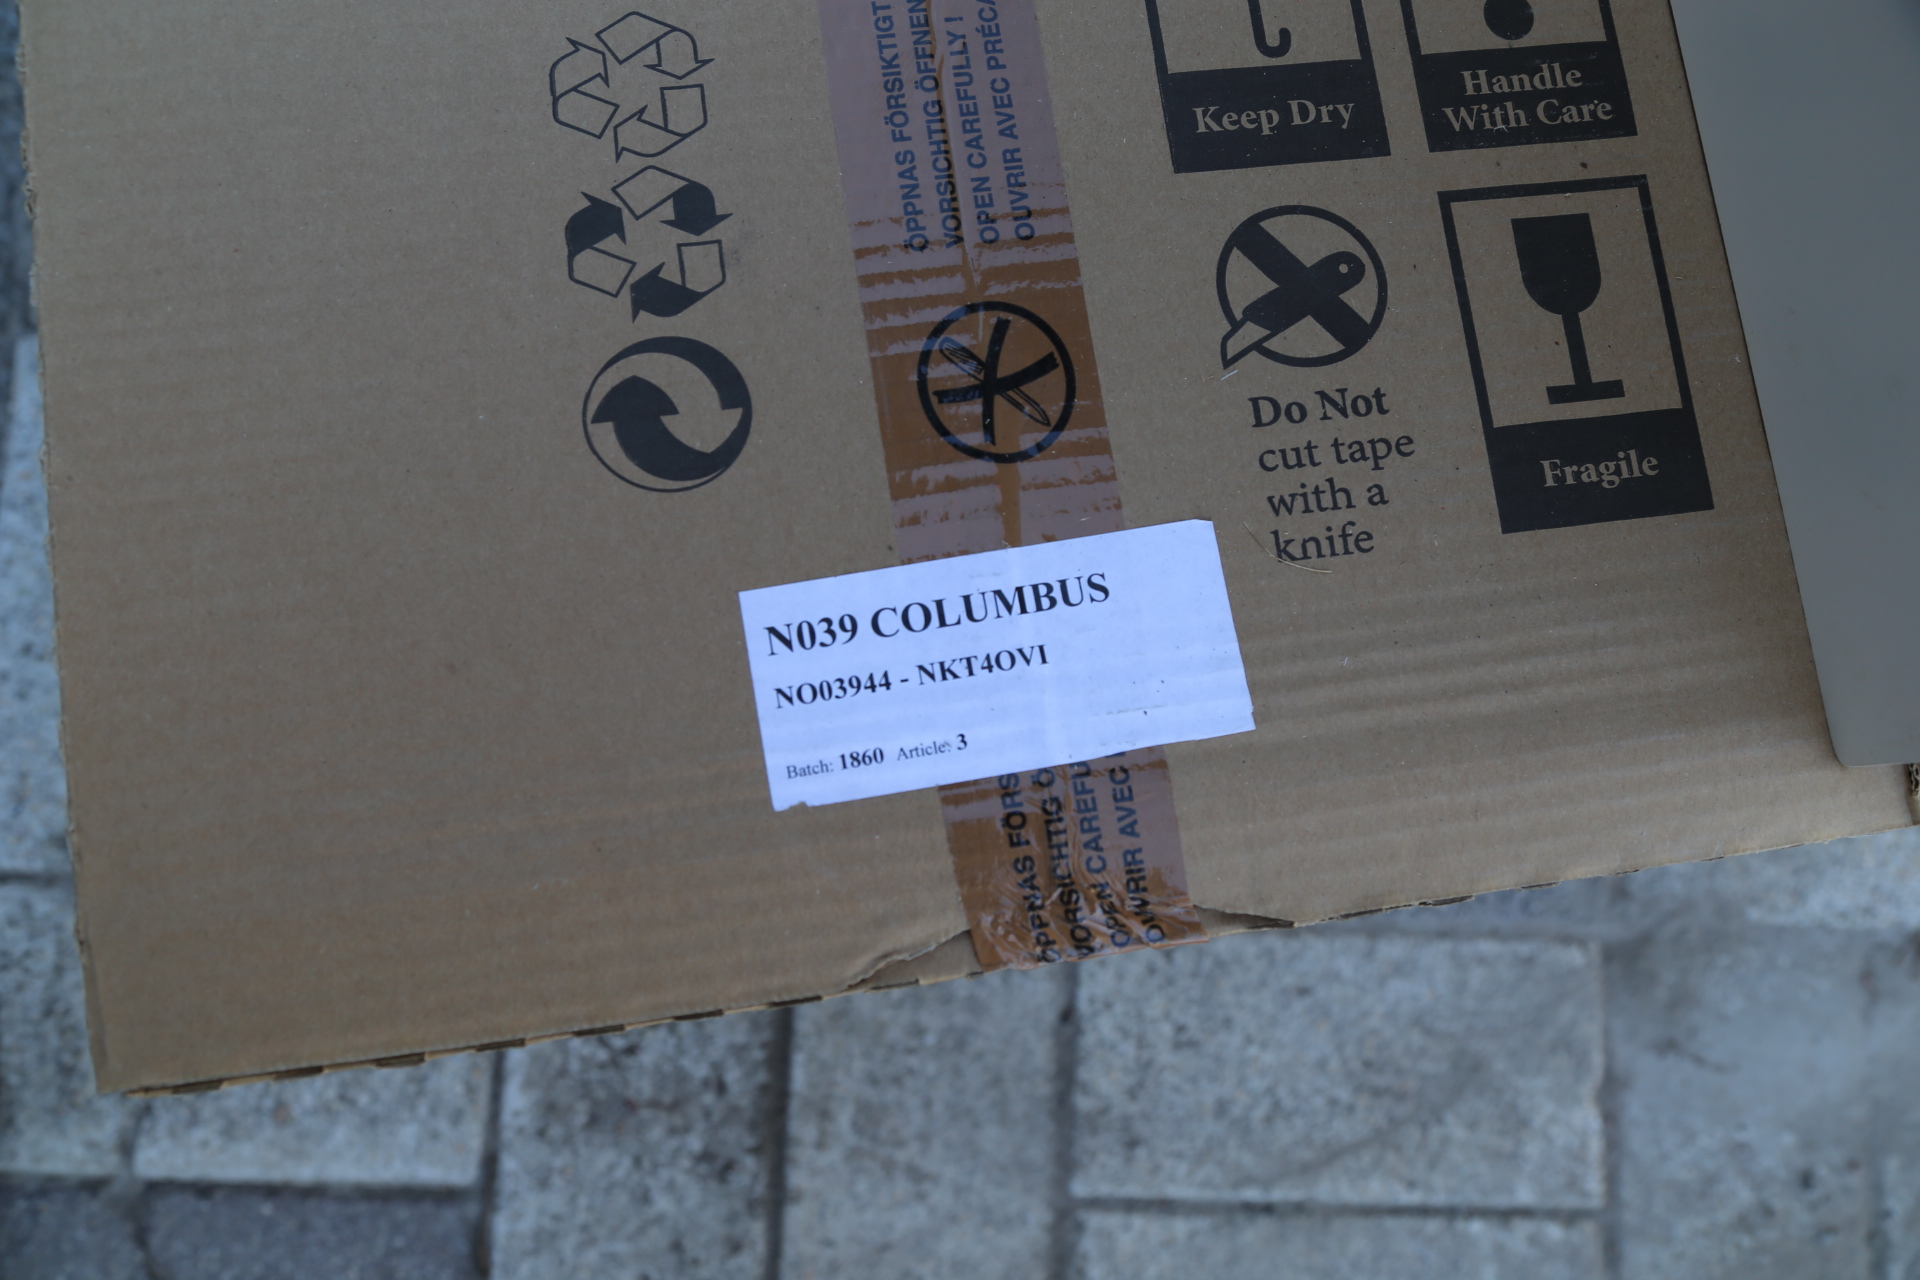 ÖPPNAS FÖRSIKTIGT
VORSICHTIG ÖFFNEN
OPEN CAREFULLY !
OUVRIR AVEC PRÉCA
Keep Dry
Handle
With Care
Do Not
cut tape
with a
knife
Fragile
N039 COLUMBUS
NO03944 - NKT4OVI
Batch: 1860 Article: 3
ÖPPNAS FÖRS
VORSICHTIG Ö
OPEN CAREFU
OUVRIR AVEC